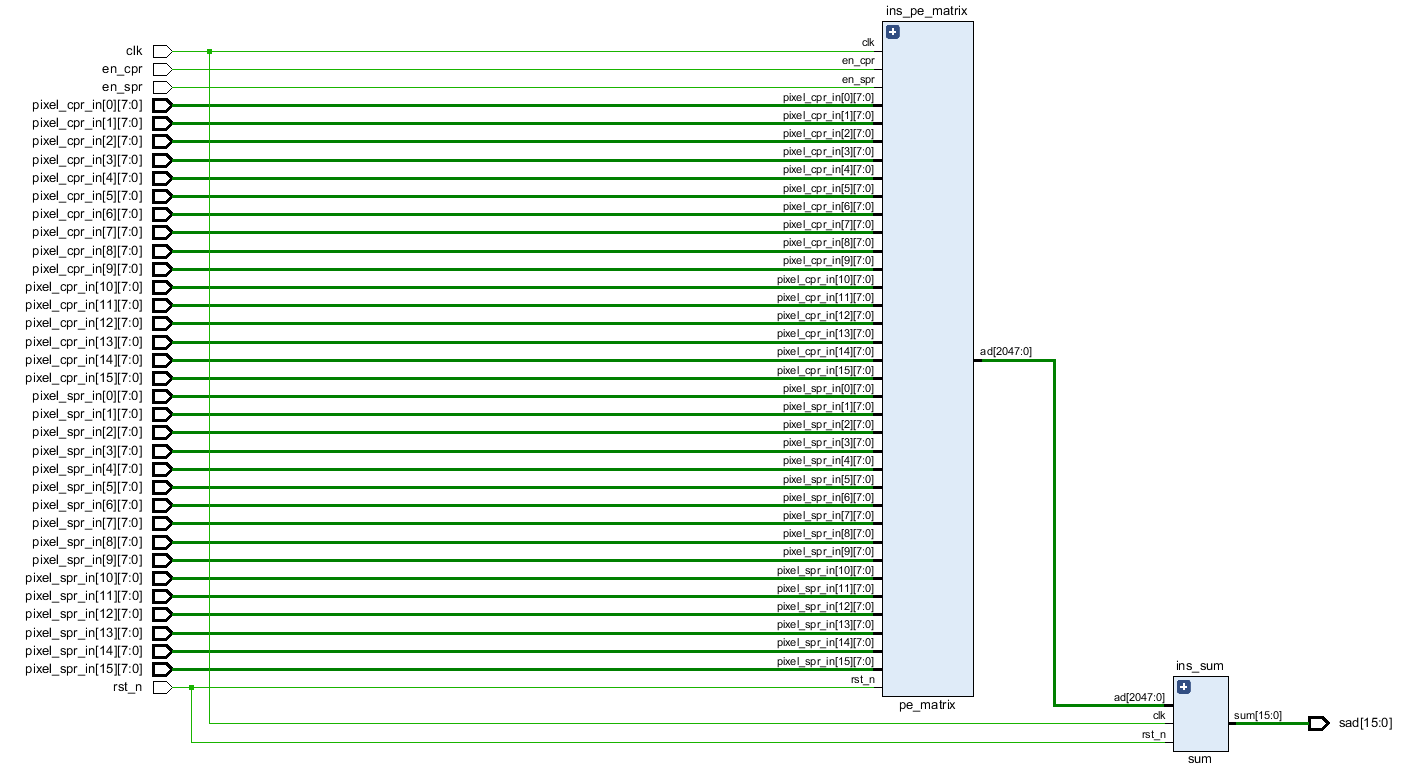 ins_pe_matrix
clk clk
en_cpr en_cpr
en_spr en_spr
pixel_cpr_in[0][7:0] pixel_cpr_in[0][7:0]
pixel_cpr_in[1][7:0] pixel_cpr_in[1][7:0]
pixel_cpr_in[2][7:0] pixel_cpr_in[2][7:0]
pixel_cpr_in[3][7:0] pixel_cpr_in[3][7:0]
pixel_cpr_in[4][7:0] pixel_cpr_in[4][7:0]
pixel_cpr_in[5][7:0] pixel_cpr_in[5][7:0]
pixel_cpr_in[6][7:0] pixel_cpr_in[6][7:0]
pixel_cpr_in[7][7:0] pixel_cpr_in[7][7:0]
pixel_cpr_in[8][7:0] pixel_cpr_in[8][7:0]
pixel_cpr_in[9][7:0] pixel_cpr_in[9][7:0]
pixel_cpr_in[10][7:0] pixel_cpr_in[10][7:0]
pixel_cpr_in[11][7:0] pixel_cpr_in[11][7:0]
pixel_cpr_in[12][7:0] pixel_cpr_in[12][7:0]
pixel_cpr_in[13][7:0] pixel_cpr_in[13][7:0]
pixel_cpr_in[14][7:0] pixel_cpr_in[14][7:0] ad[2047:0]
pixel_cpr_in[15][7:0] pixel_cpr_in[15][7:0]
pixel_spr_in[0][7:0] pixel_spr_in[0][7:0]
pixel_spr_in[1][7:0] pixel_spr_in[1][7:0]
pixel_spr_in[2][7:0] pixel_spr_in[2][7:0]
pixel_spr_in[3][7:0] pixel_spr_in[3][7:0]
pixel_spr_in[4][7:0] pixel_spr_in[4][7:0]
pixel_spr_in[5][7:0] pixel_spr_in[5][7:0]
pixel_spr_in[6][7:0] pixel_spr_in[6][7:0]
pixel_spr_in[7][7:0] pixel_spr_in[7][7:0]
pixel_spr_in[8][7:0] pixel_spr_in[8][7:0]
pixel_spr_in[9][7:0] pixel_spr_in[9][7:0]
pixel_spr_in[10][7:0] pixel_spr_in[10][7:0]
pixel_spr_in[11][7:0] pixel_spr_in[11][7:0]
pixel_spr_in[12][7:0] pixel_spr_in[12][7:0]
pixel_spr_in[13][7:0] pixel_spr_in[13][7:0]
pixel_spr_in[14][7:0] pixel_spr_in[14][7:0]
pixel_spr_in[15][7:0] pixel_spr_in[15][7:0]
rst_n rst_n
pe_matrix
ins_sum
ad[2047:0]
clk sum[15:0] sad[15:0]
rst_n
sum